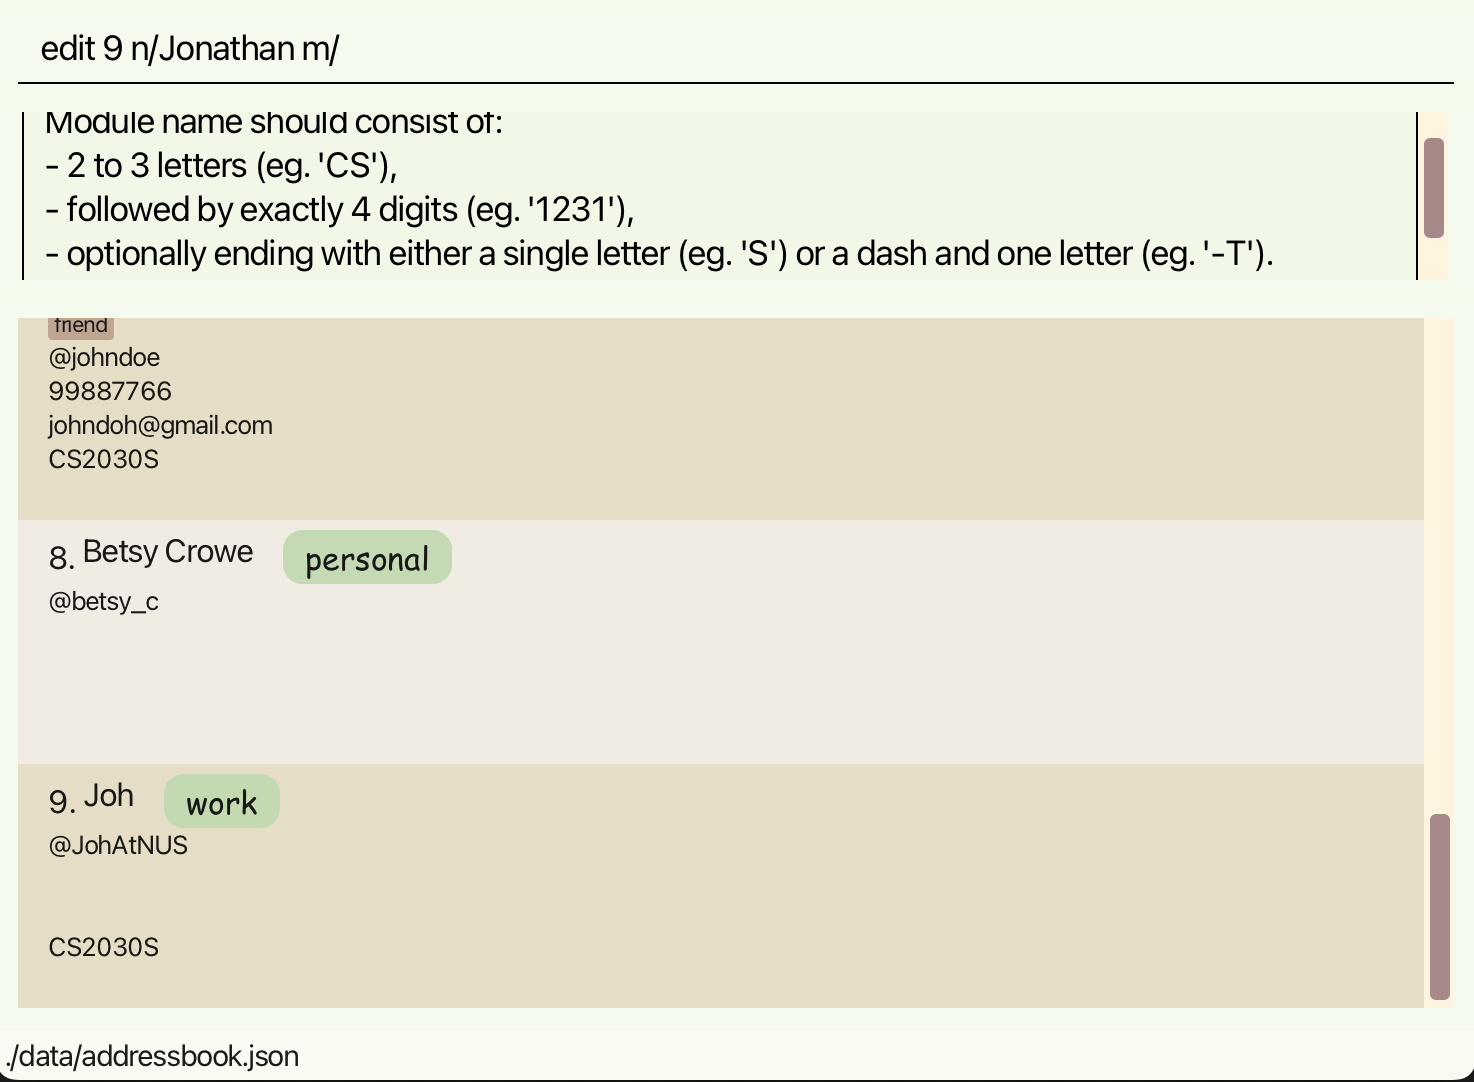 edit 9 n/Jonathan m/
Module name should consist of:
- 2 to 3 letters (eg. 'CS'),
- followed by exactly 4 digits (eg. '1231'),
- optionally ending with either a single letter (eg. 'S') or a dash and one letter (eg. '-T').
friend
@johndoe
99887766
johndoh@gmail.com
CS2030S
8. Betsy Crowe personal
@betsy_c
9. Joh work
@JohAtNUS
CS2030S
./data/addressbook.json